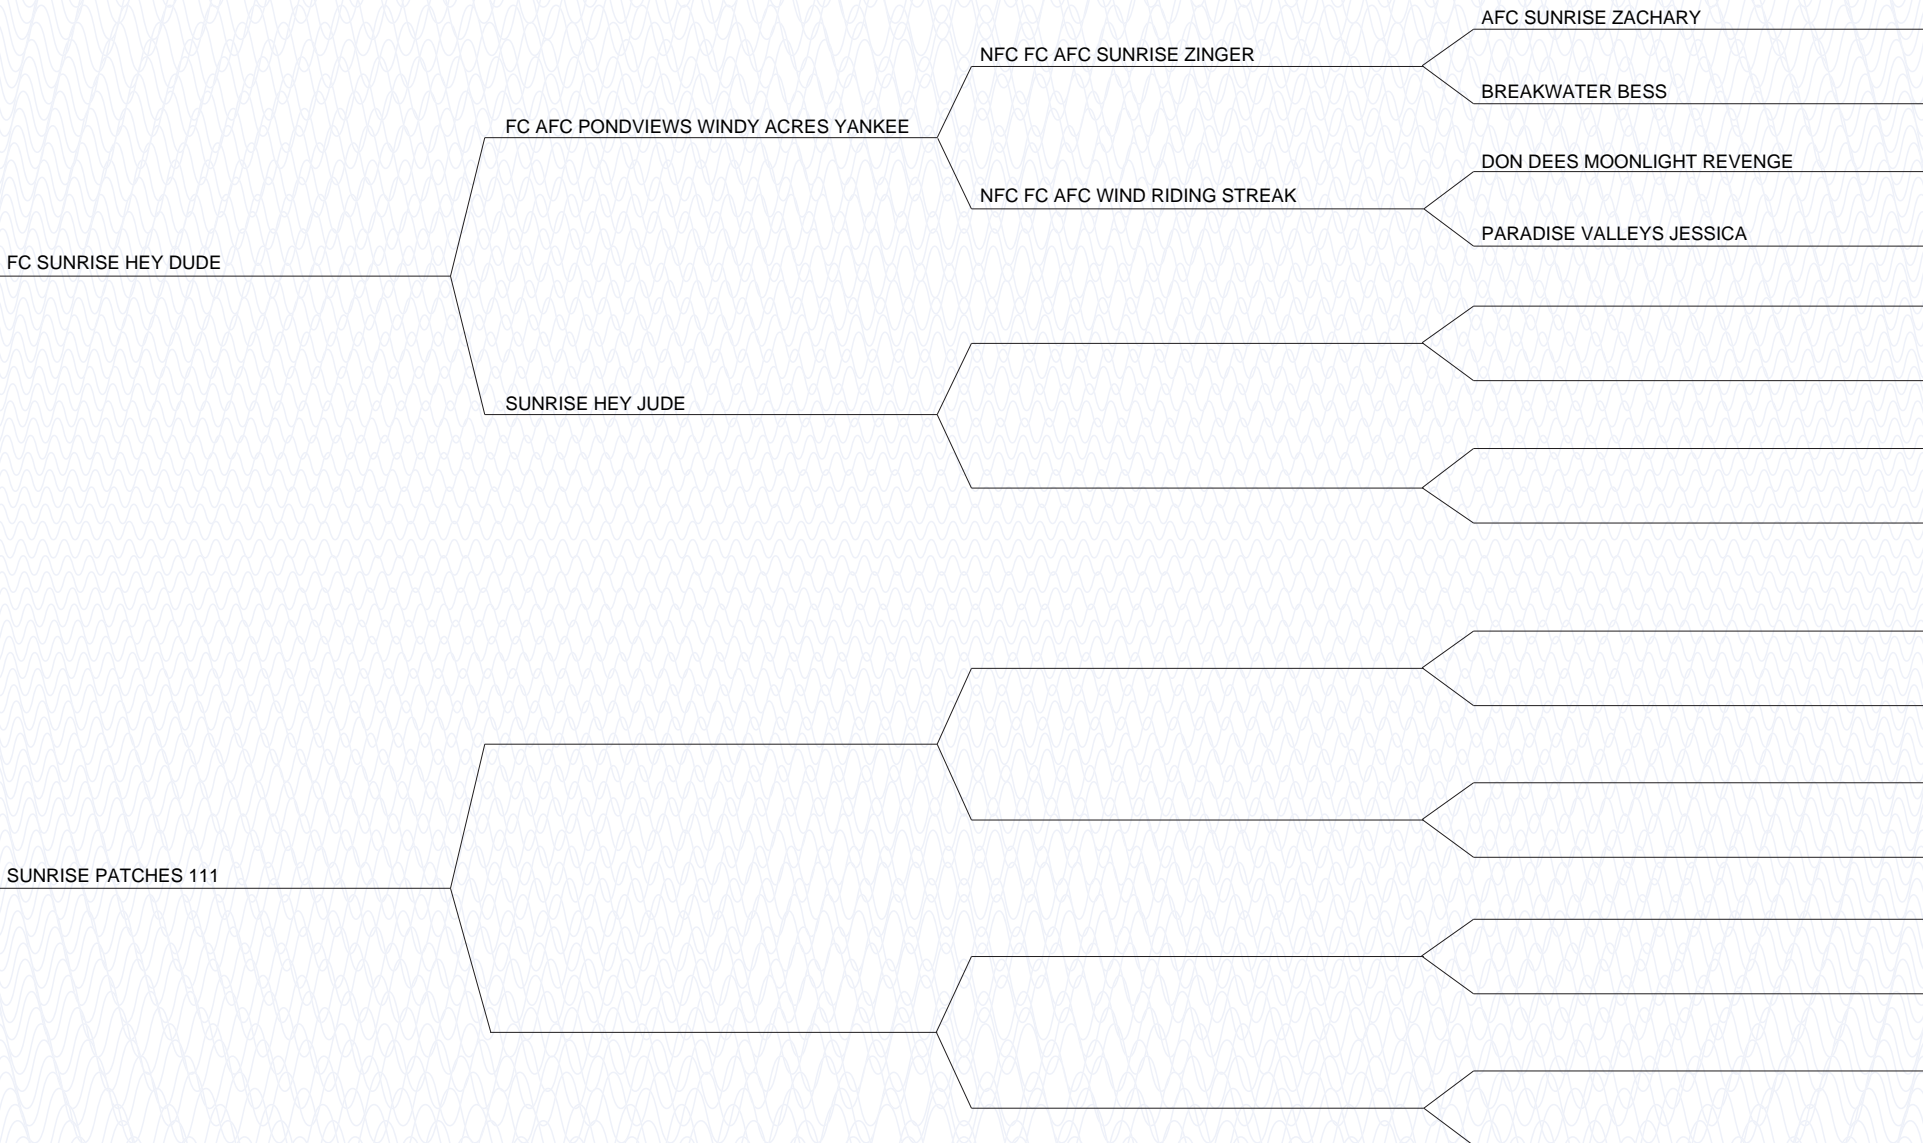 AFC SUNRISE ZACHARY
NFC FC AFC SUNRISE ZINGER
BREAKWATER BESS
FC AFC PONDVIEWS WINDY ACRES YANKEE
DON DEES MOONLIGHT REVENGE
NFC FC AFC WIND RIDING STREAK
PARADISE VALLEYS JESSICA
FC SUNRISE HEY DUDE
SUNRISE HEY JUDE
SUNRISE PATCHES 111